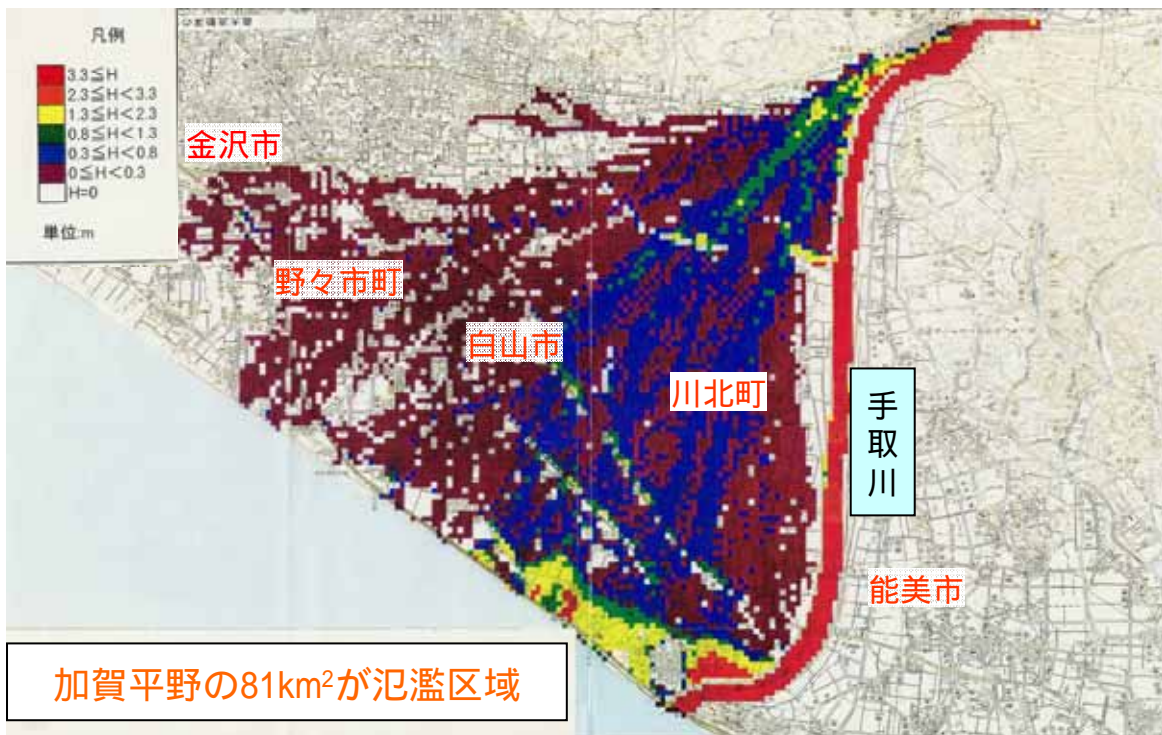 凡例
3.3≦H
2.3≦H<3.3
1.3≦H<2.3
0.8≦H<1.3
0.3≦H<0.8
0≦H<0.3
H=0
単位:m
金沢市
野々市町
白山市
川北町
手取川
能美市
加賀平野の81km²が氾濫区域